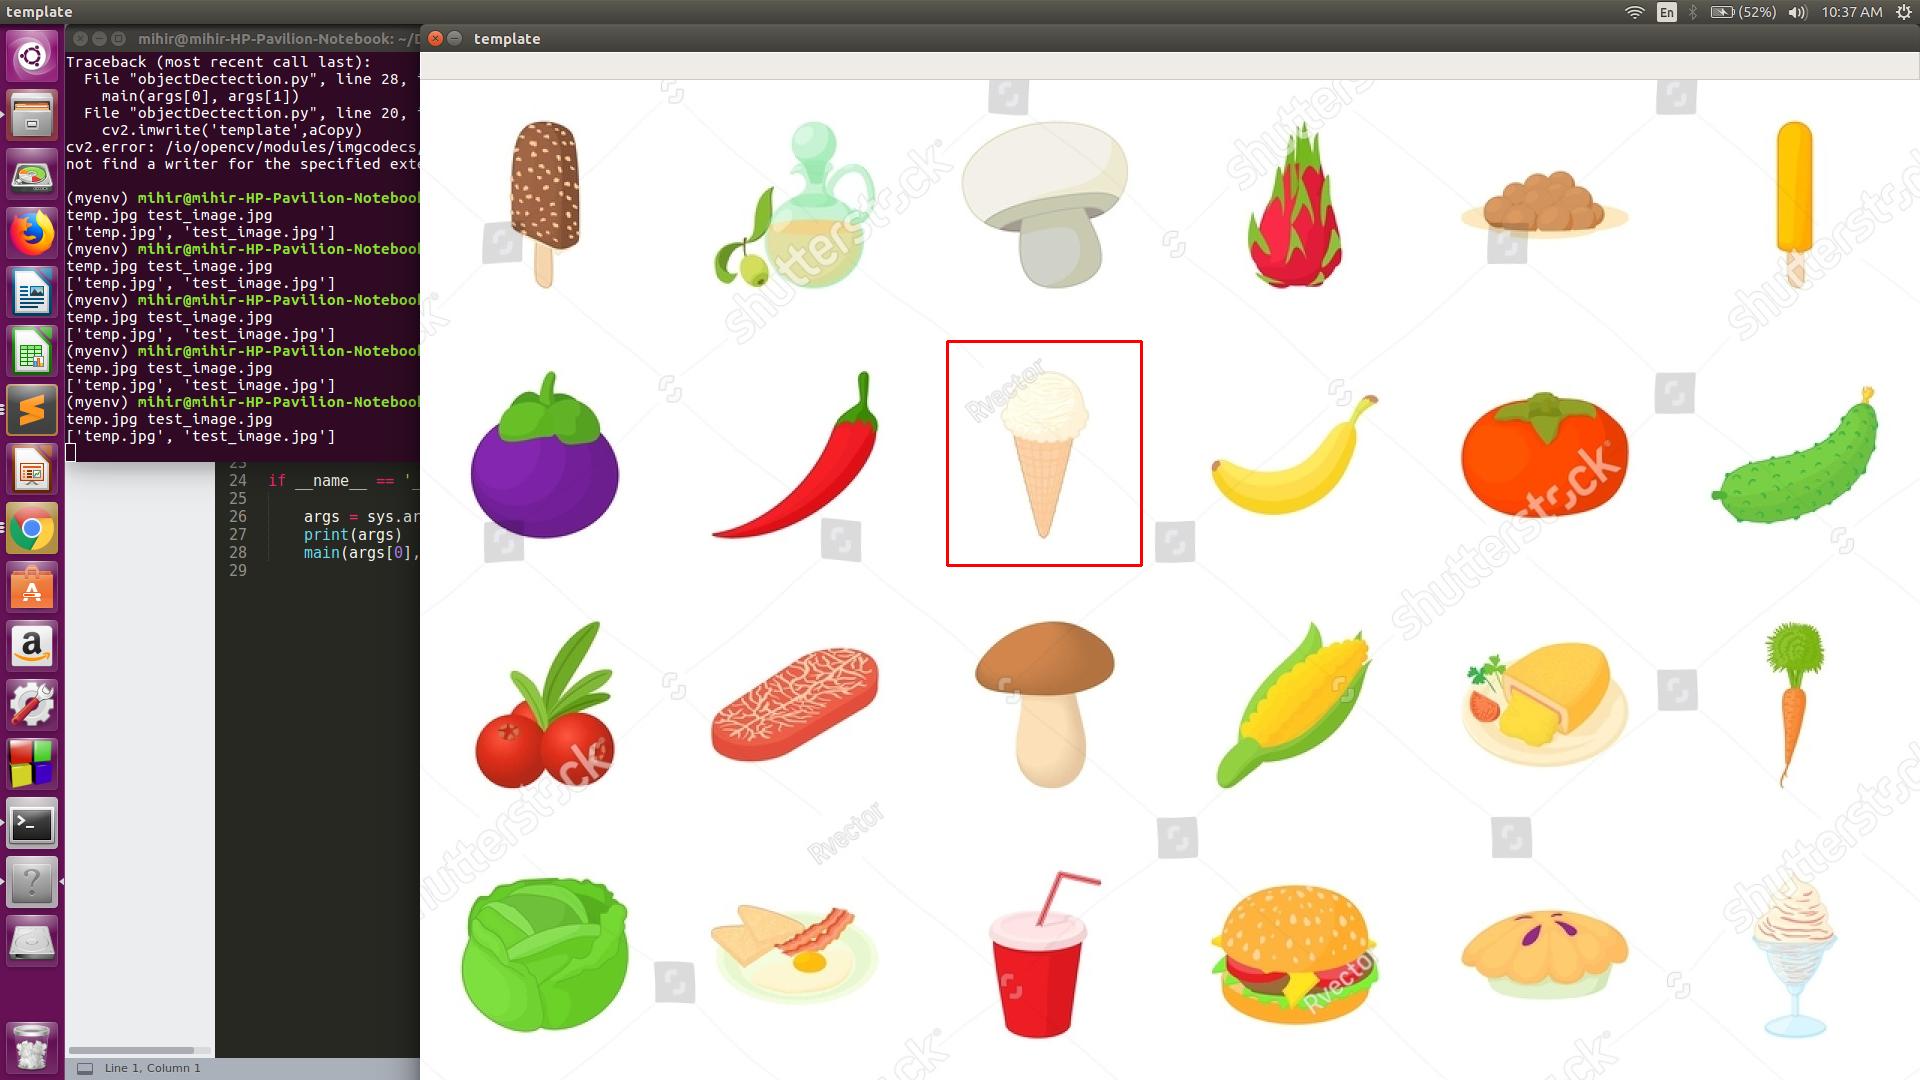 template
En
(52%)
10:37 AM
mihir@mihir-HP-Pavilion-Notebook: ~/D
template
Traceback (most recent call last):
File "objectDectection.py", line 28,
main(args[0], args[1])
File "objectDectection.py", line 20,
cv2.imwrite('template',aCopy)
cv2.error: /io/opencv/modules/imgcodecs/
not find a writer for the specified exte
(myenv) mihir@mihir-HP-Pavilion-Notebook
temp.jpg test_image.jpg
['temp.jpg', 'test_image.jpg']
(myenv) mihir@mihir-HP-Pavilion-Notebook
temp.jpg test_image.jpg
['temp.jpg', 'test_image.jpg']
(myenv) mihir@mihir-HP-Pavilion-Notebook
temp.jpg test_image.jpg
['temp.jpg', 'test_image.jpg']
(myenv) mihir@mihir-HP-Pavilion-Notebook
temp.jpg test_image.jpg
['temp.jpg', 'test_image.jpg']
(myenv) mihir@mihir-HP-Pavilion-Notebook
temp.jpg test_image.jpg
['temp.jpg', 'test_image.jpg']
23
24 if __name__ == '_
25
26 args = sys.ar
27 print(args)
28 main(args[0],
29
Line 1, Column 1
shutterstock
shutterstock
shutterstock
Rvector
shutterstock
shutterstock
Rvector
Rvector
shutterstock